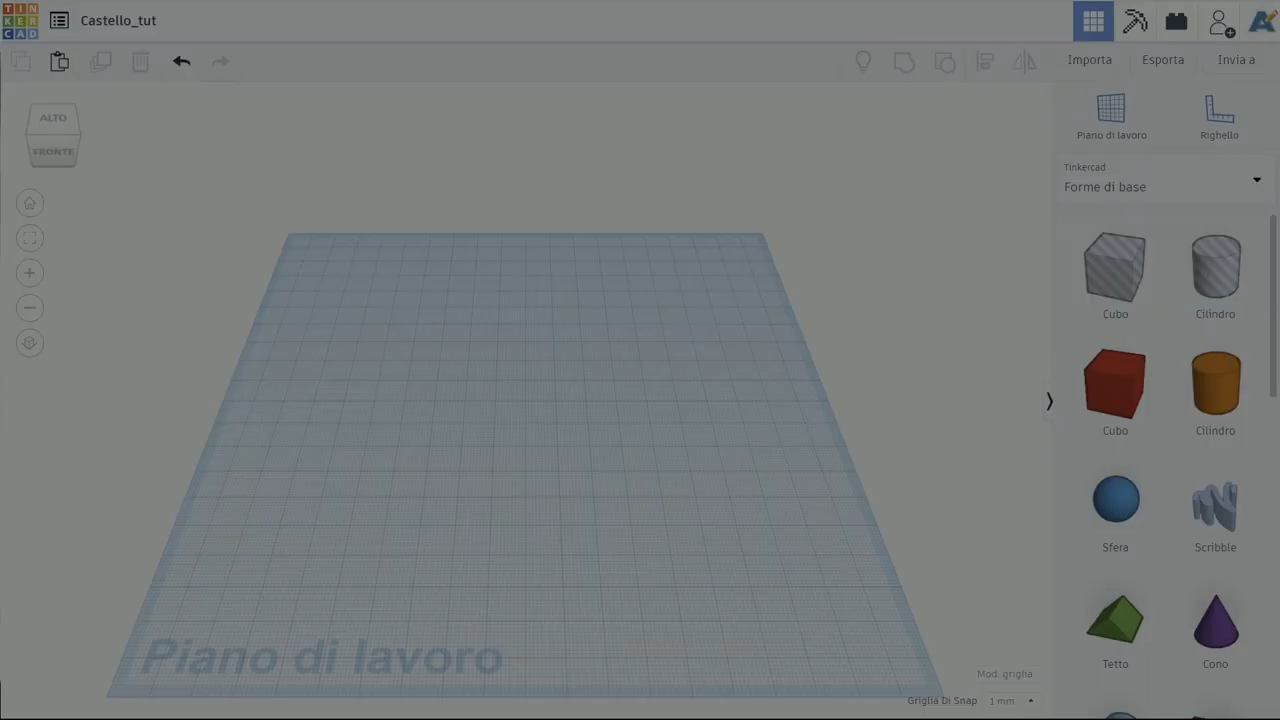 TIN
KER
CAD
Castello_tut
Importa
Esporta
Invia a
ALTO
FRONTE
Piano di lavoro
Righello
Tinkercad
Forme di base
Cubo
Cilindro
Cubo
Cilindro
Sfera
Scribble
Tetto
Cono
Piano di lavoro
Mod. griglia
Griglia Di Snap
1 mm